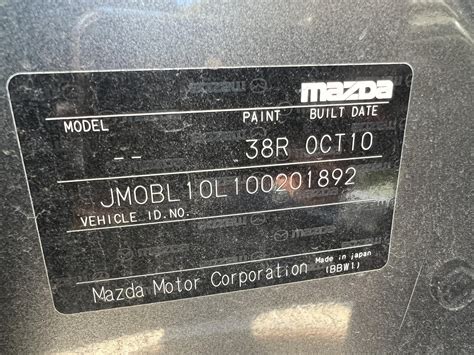 mazda
MODEL PAINT BUILT DATE
-- 38R OCT10
JM0BL10L100201892
VEHICLE ID.NO.
Mazda Motor Corporation Made in japan
(BBW1)